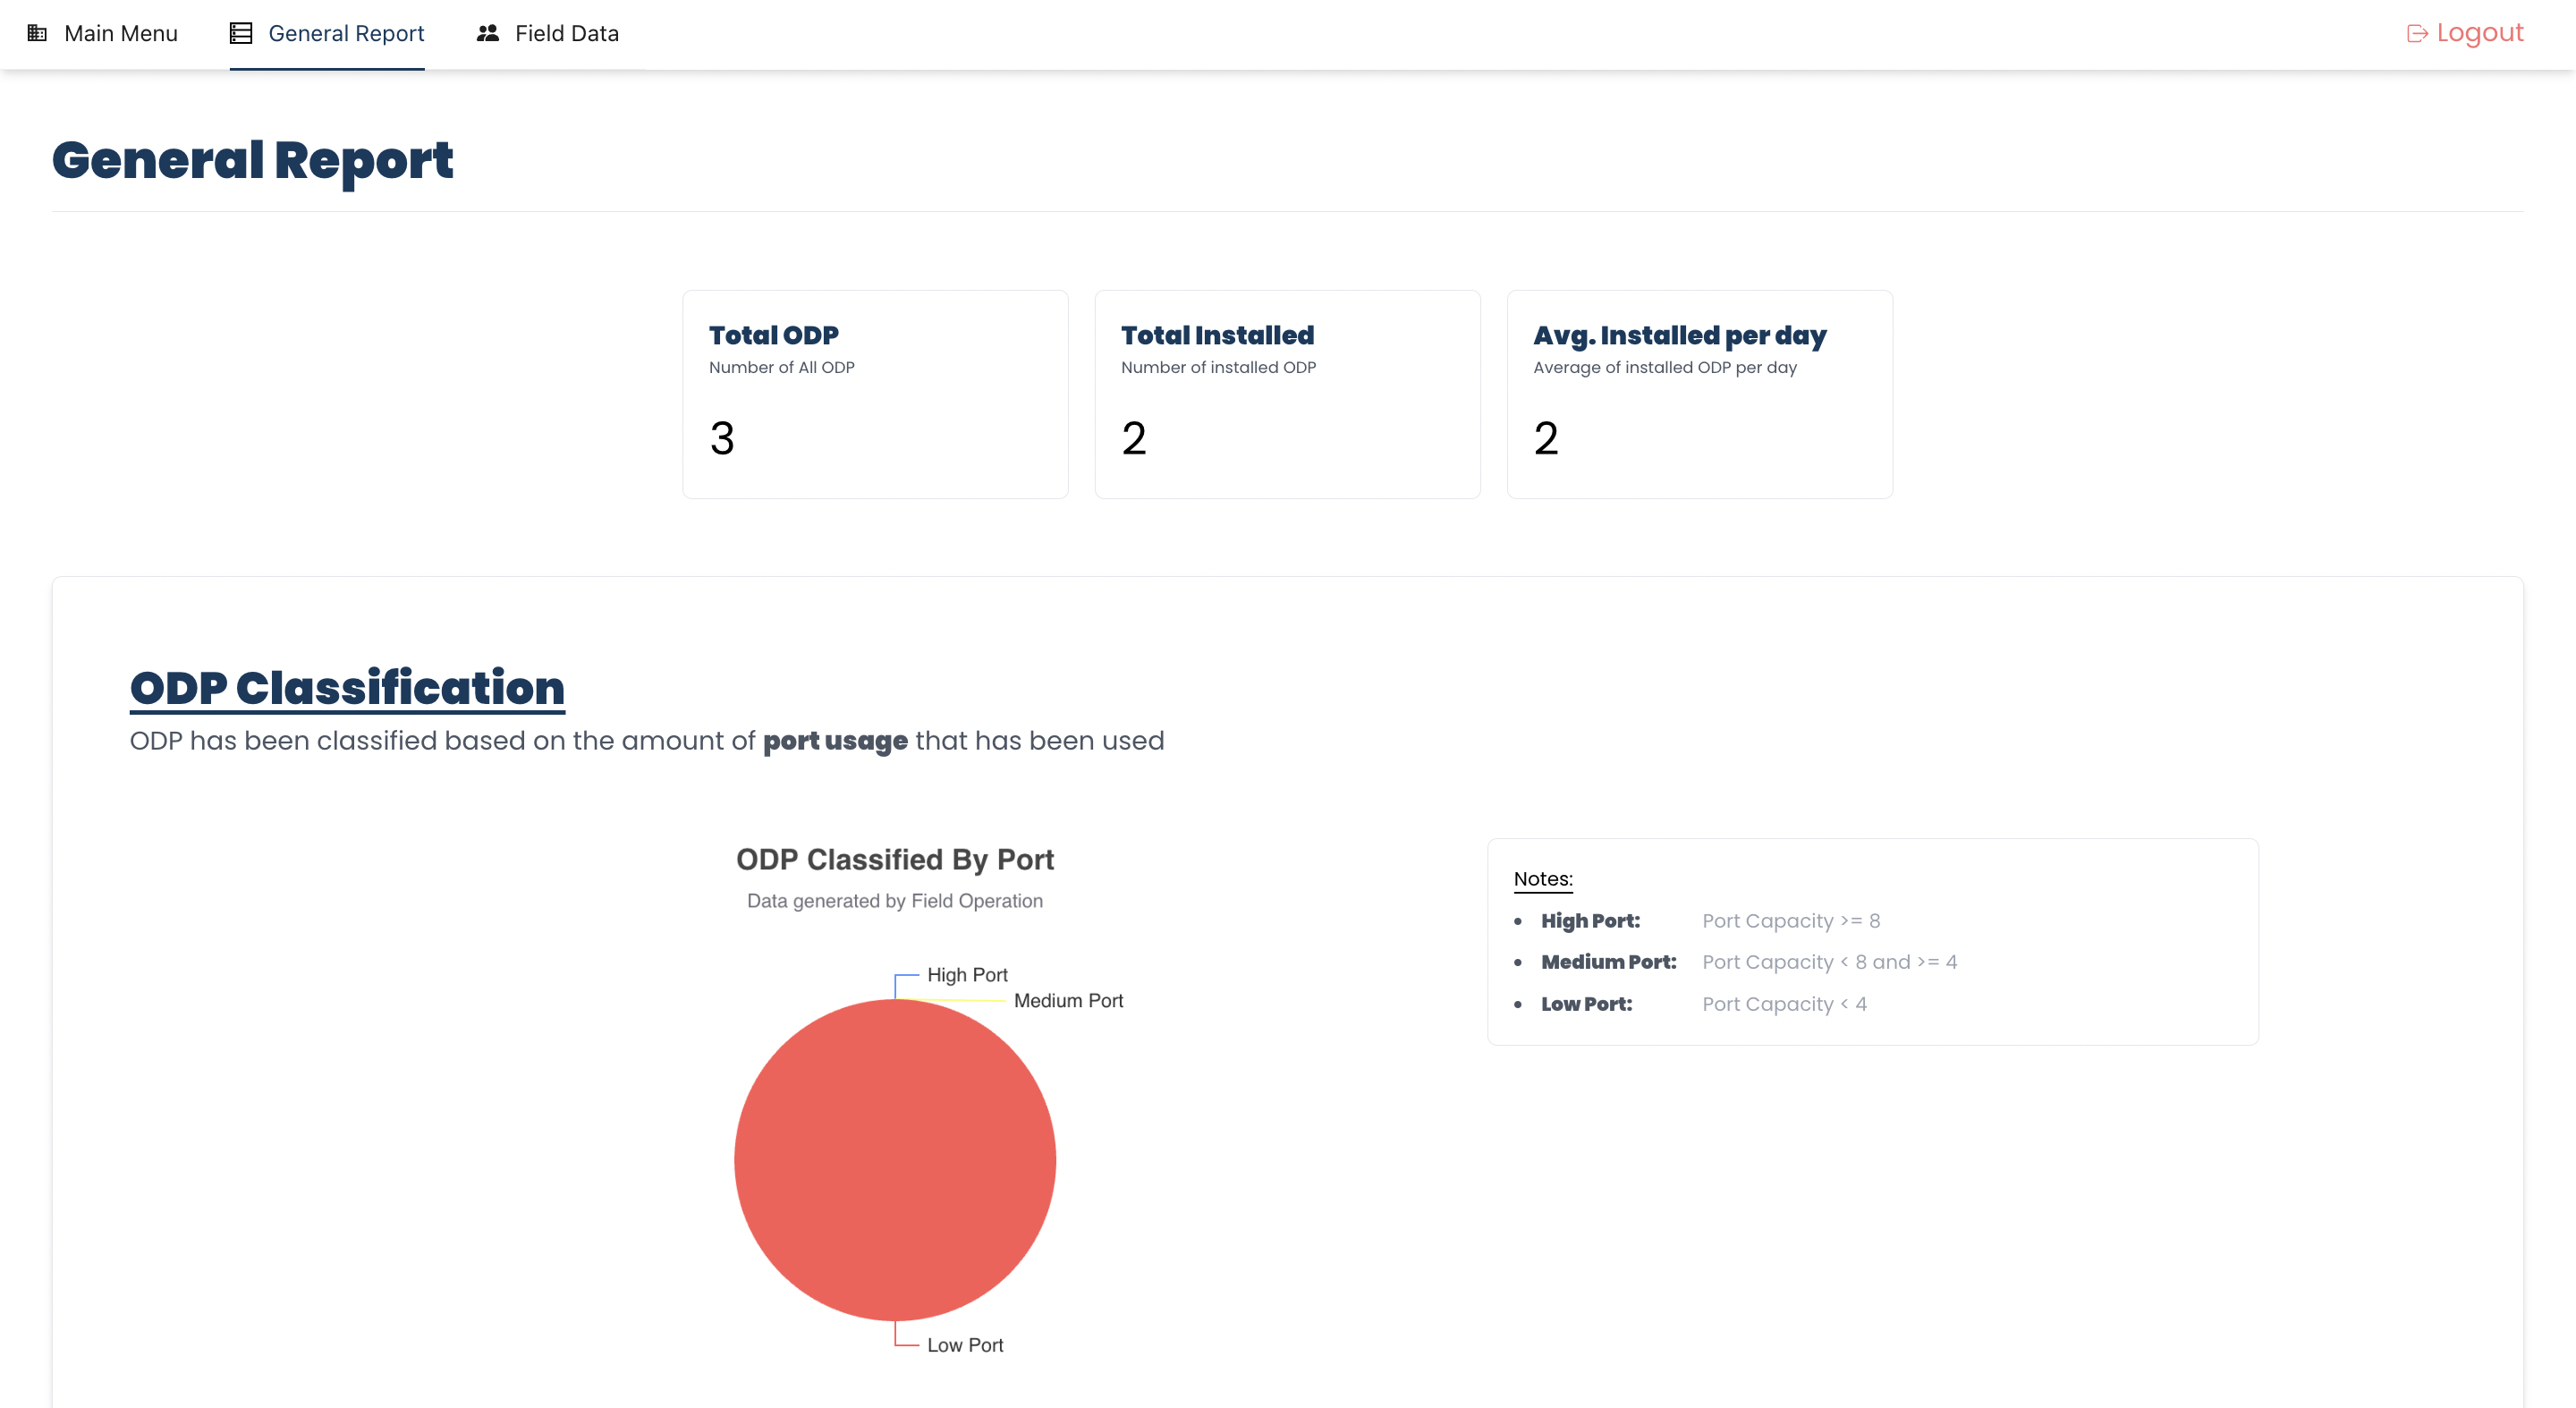 Main Menu
General Report
Field Data
Logout
General Report
Total ODP
Number of All ODP
3
Total Installed
Number of installed ODP
2
Avg. Installed per day
Average of installed ODP per day
2
ODP Classification
ODP has been classified based on the amount of port usage that has been used
ODP Classified By Port
Data generated by Field Operation
High Port
Medium Port
Low Port
Notes:
High Port: Port Capacity >= 8
Medium Port: Port Capacity < 8 and >= 4
Low Port: Port Capacity < 4